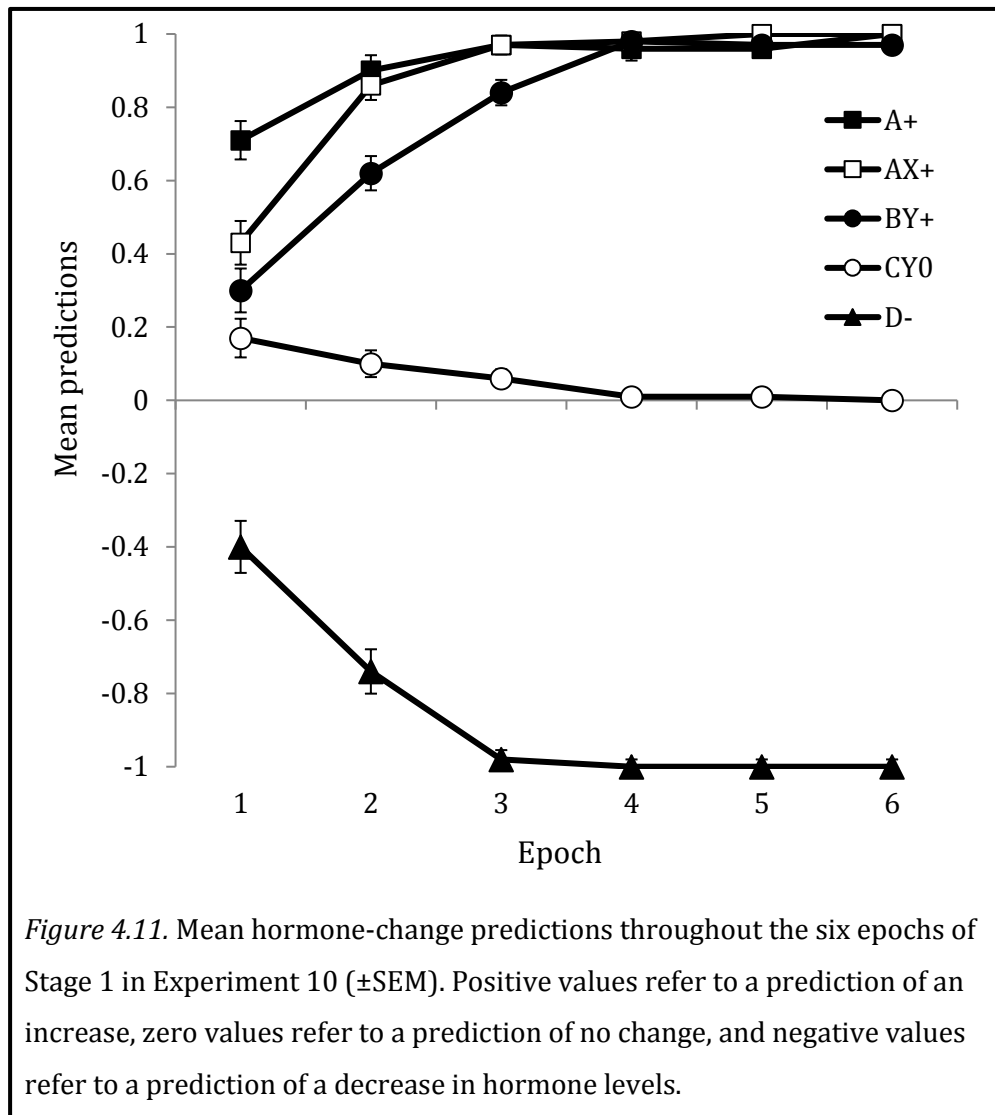 1
0.8
0.6
0.4
0.2
0
-0.2
-0.4
-0.6
-0.8
-1
Mean predictions
1 2 3 4 5 6
Epoch
A+
AX+
BY+
CY0
D-
Figure 4.11. Mean hormone-change predictions throughout the six epochs of
Stage 1 in Experiment 10 (±SEM). Positive values refer to a prediction of an
increase, zero values refer to a prediction of no change, and negative values
refer to a prediction of a decrease in hormone levels.